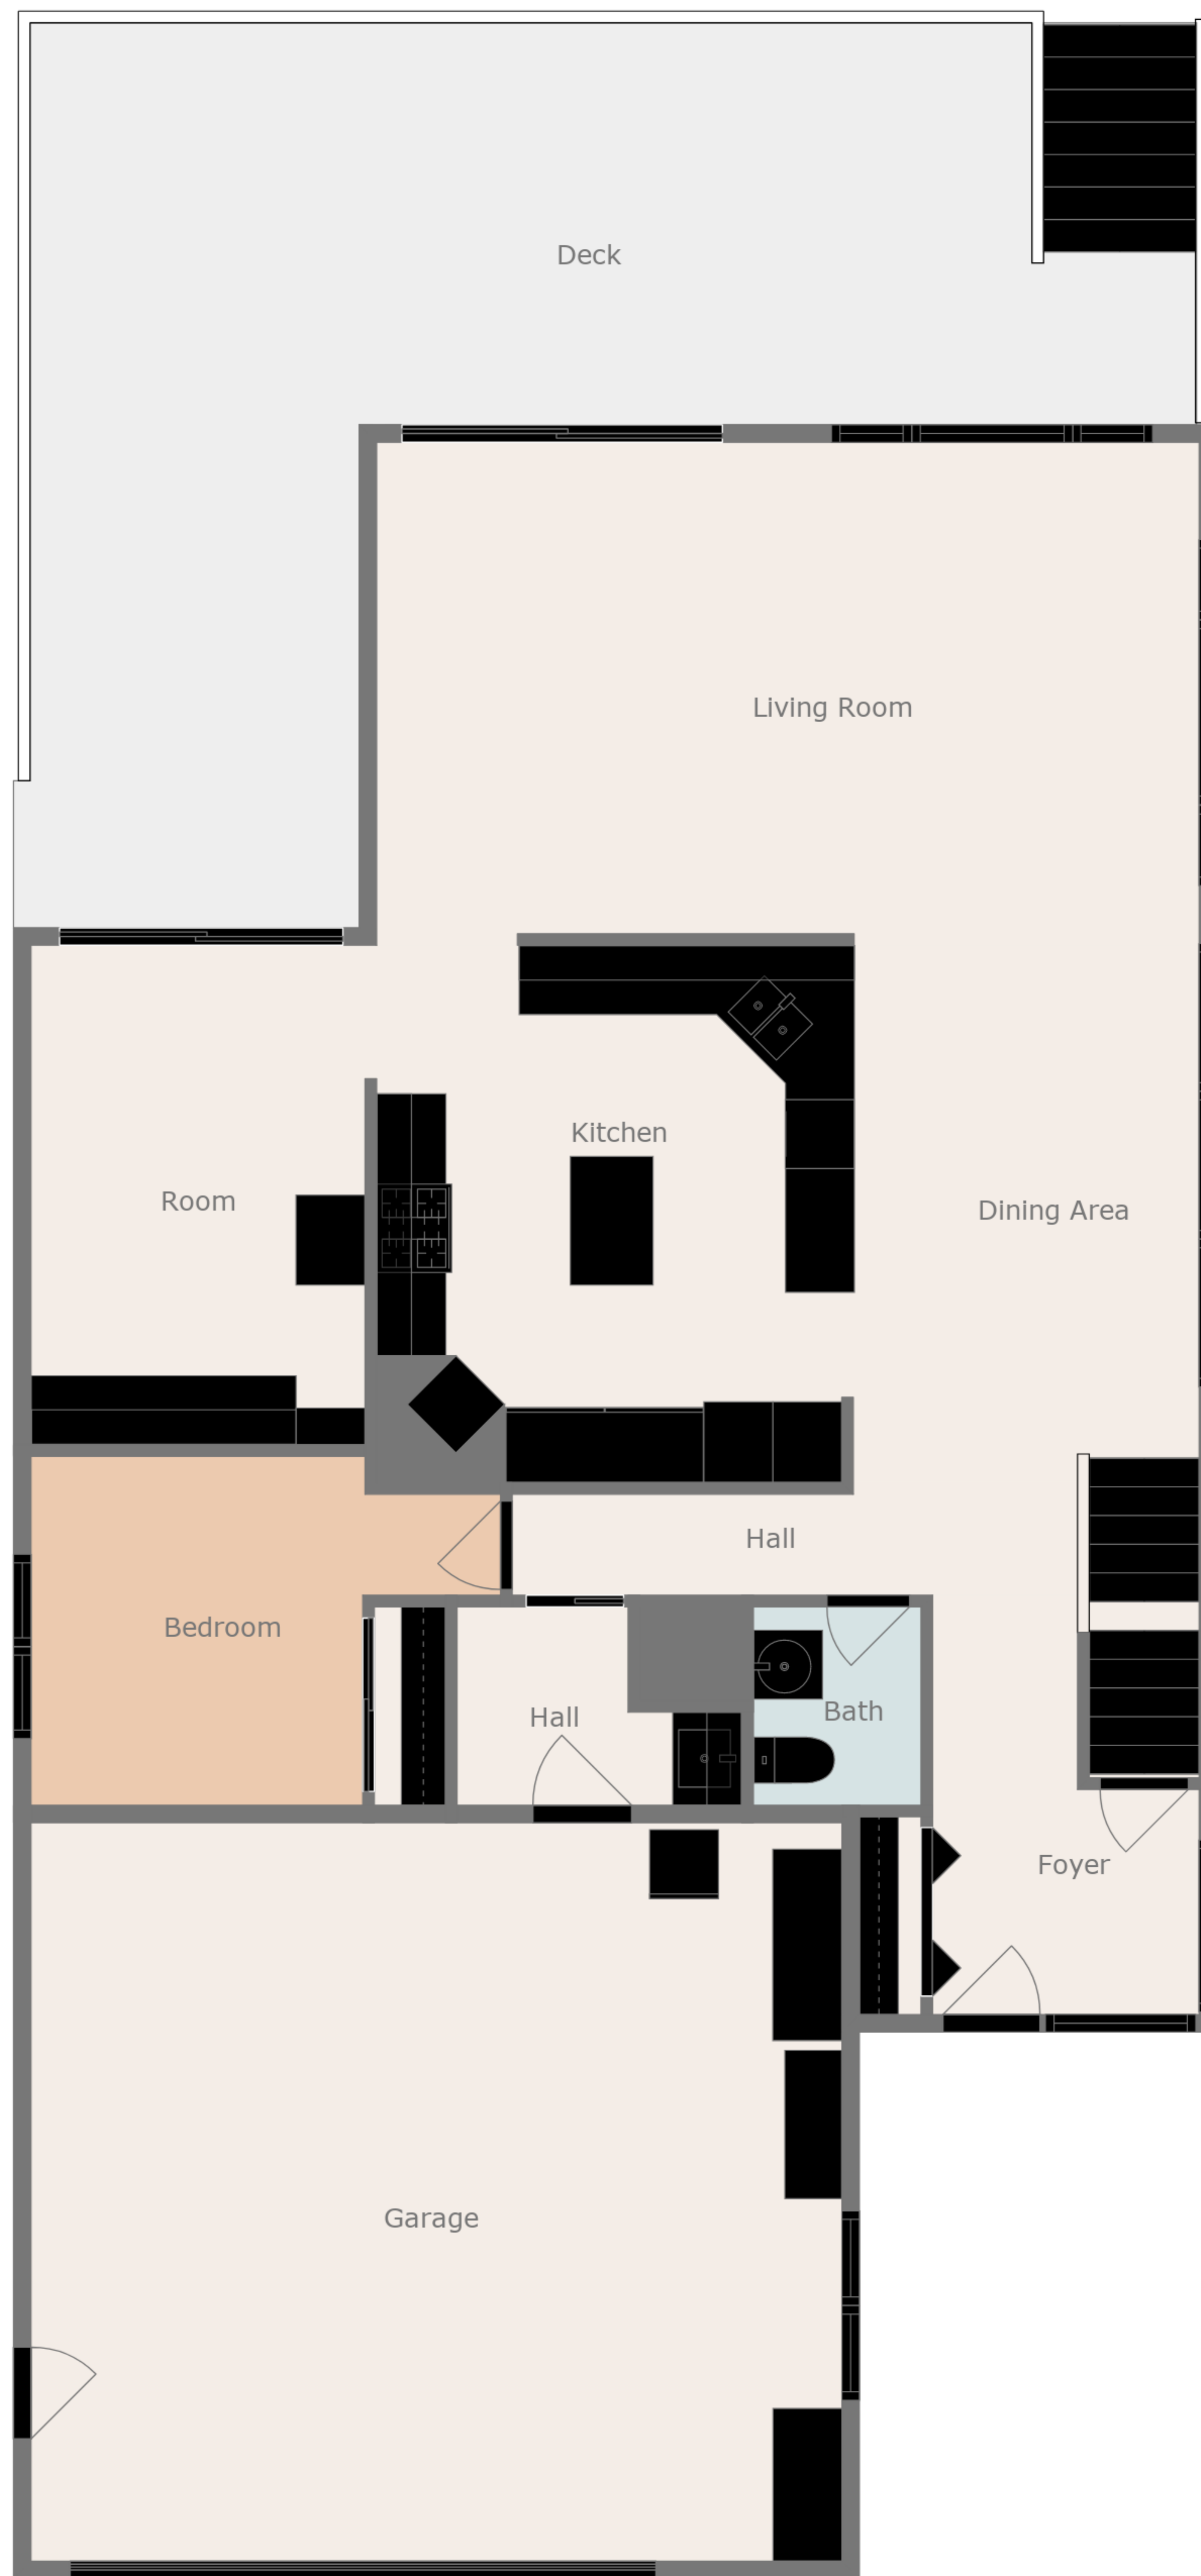 Deck
Living Room
Kitchen
Room
Dining Area
Hall
Bedroom
Hall
Bath
Foyer
Garage